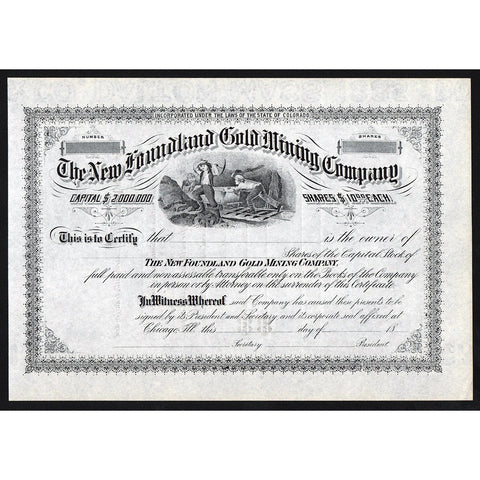 INCORPORATED UNDER THE LAWS OF THE STATE OF COLORADO.
NUMBER
SHARES
The New Foundland Gold Mining Company
CAPITAL $ 2,000,000.
SHARES, $ 10.00 EACH.
This is to Certify that is the owner of
Shares of the Capital Stock of
THE NEW FOUNDLAND GOLD MINING COMPANY,
full paid and non assessable transferable only on the Books of the Company
in person or by Attorney on the surrender of this Certificate.
In Witness Whereof said Company has caused these presents to be
signed by its President and Secretary and its corporate seal affixed at
Chicago, Ill. this day of 18
Secretary
President